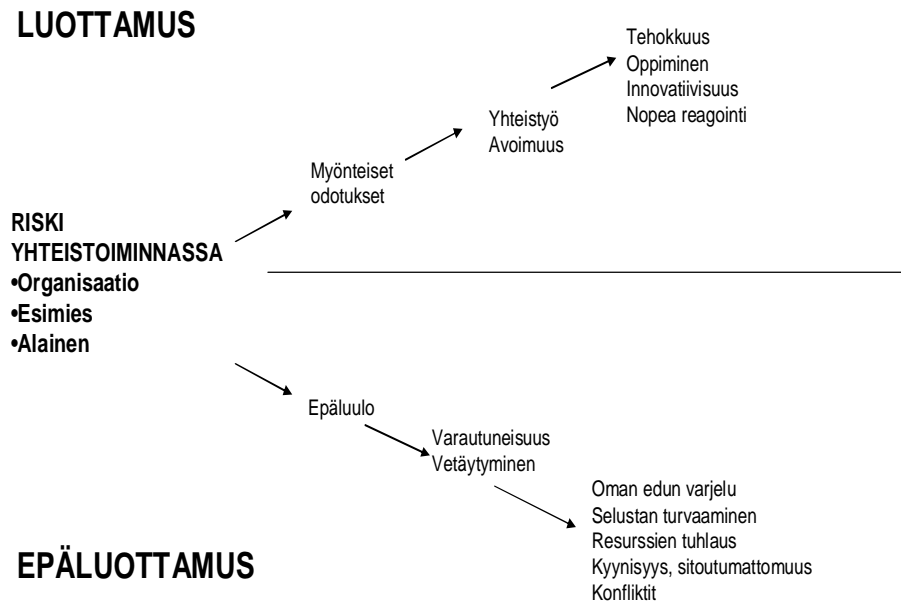 LUOTTAMUS
Tehokkuus
Oppiminen
Innovatiivisuus
Nopea reagointi
Yhteistyö
Avoimuus
Myönteiset
odotukset
RISKI
YHTEISTOIMINNASSA
•Organisaatio
•Esimies
•Alainen
Epäluulo
Varautuneisuus
Vetäytyminen
Oman edun varjelu
Selustan turvaaminen
Resurssien tuhlaus
Kyynisyys, sitoutumattomuus
Konfliktit
EPÄLUOTTAMUS